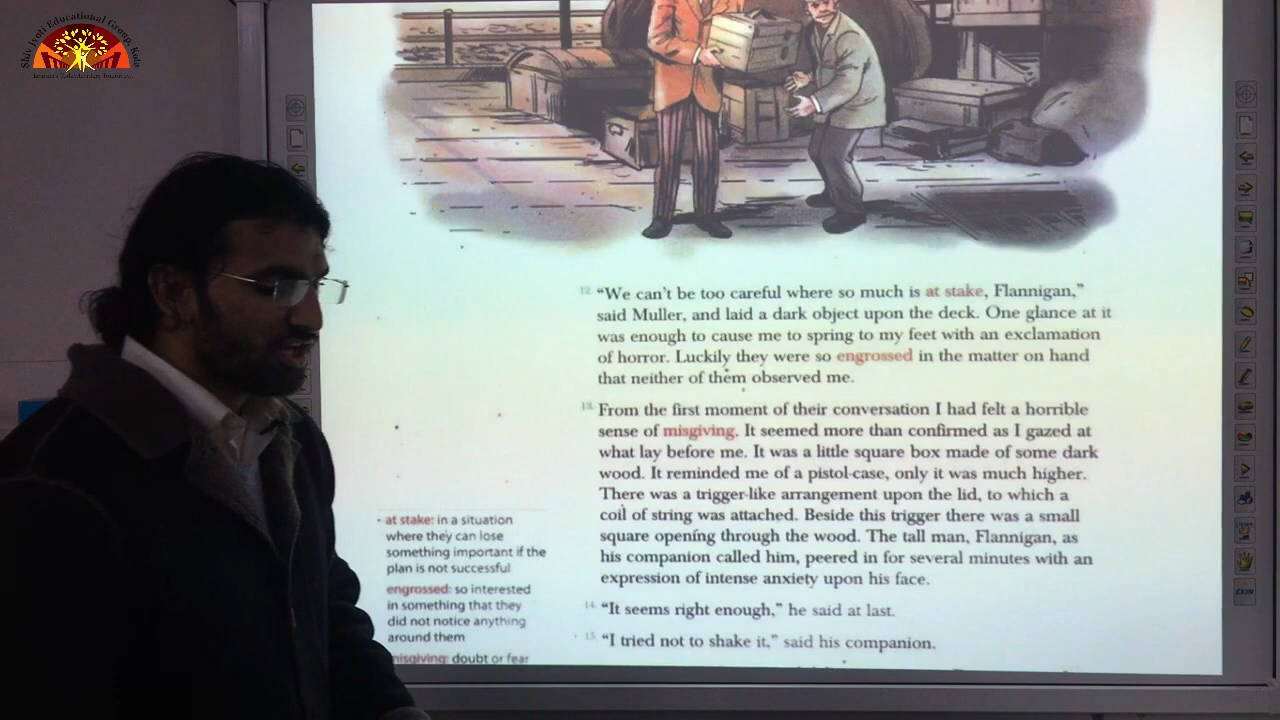 Shiv Jyoti Educational Group, Kota
12. “We can’t be too careful where so much is at stake, Flannigan,”
said Muller, and laid a dark object upon the deck. One glance at it
was enough to cause me to spring to my feet with an exclamation
of horror. Luckily they were so engrossed in the matter on hand
that neither of them observed me.
13. From the first moment of their conversation I had felt a horrible
sense of misgiving. It seemed more than confirmed as I gazed at
what lay before me. It was a little square box made of some dark
wood. It reminded me of a pistol-case, only it was much higher.
There was a trigger-like arrangement upon the lid, to which a
coil of string was attached. Beside this trigger there was a small
square opening through the wood. The tall man, Flannigan, as
his companion called him, peered in for several minutes with an
expression of intense anxiety upon his face.
14. “It seems right enough,” he said at last.
15. “I tried not to shake it,” said his companion.
at stake: in a situation
where they can lose
something important if the
plan is not successful
engrossed: so interested
in something that they
did not notice anything
around them
misgiving: doubt or fear